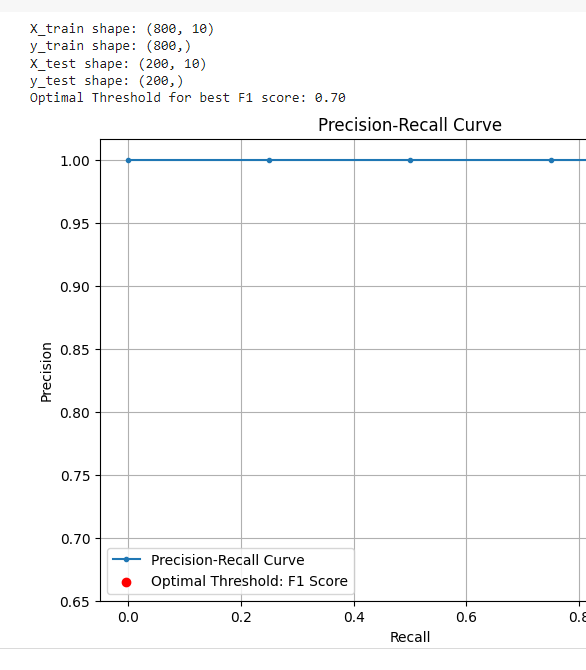 X_train shape: (800, 10)
y_train shape: (800,)
X_test shape: (200, 10)
y_test shape: (200,)
Optimal Threshold for best F1 score: 0.70
Precision-Recall Curve
1.00
0.95
0.90
0.85
0.80
0.75
0.70
0.65
Precision
Precision-Recall Curve
Optimal Threshold: F1 Score
0.0 0.2 0.4 0.6 0.8
Recall